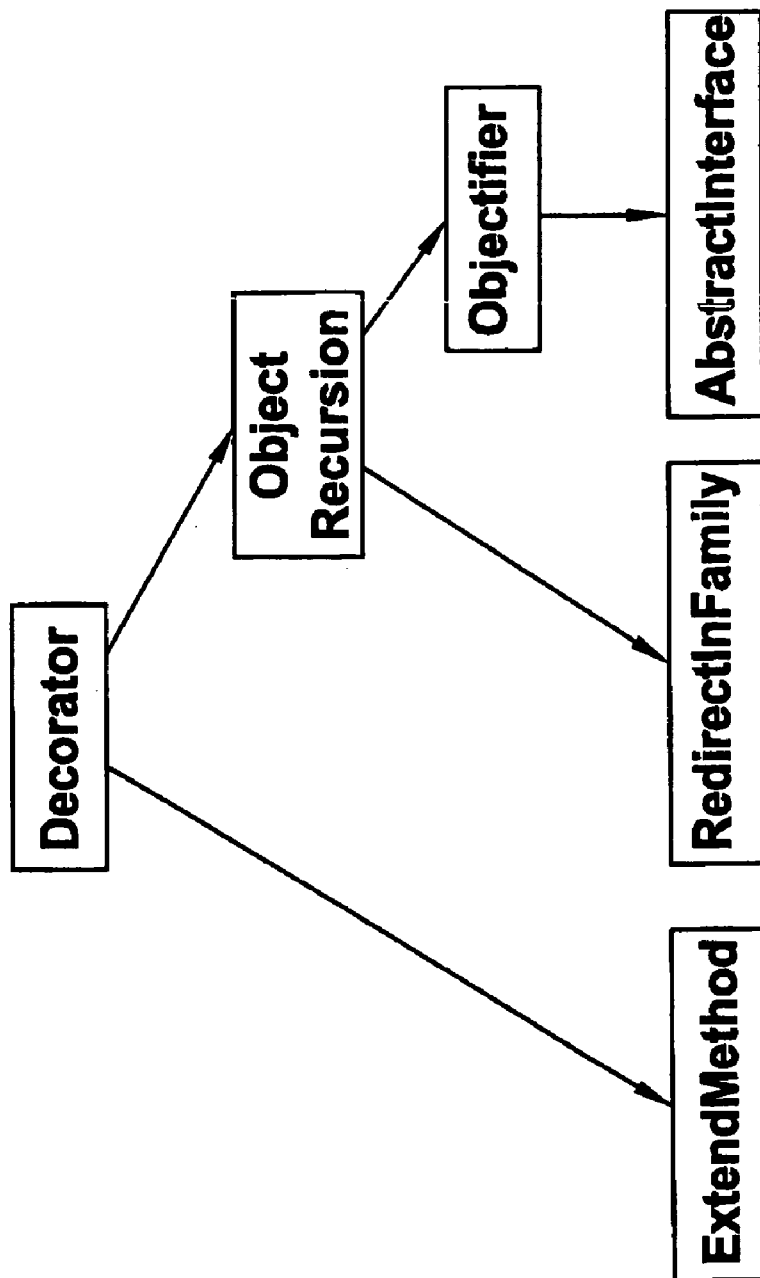 Decorator
Object
Recursion
Objectifier
ExtendMethod
RedirectInFamily
AbstractInterface